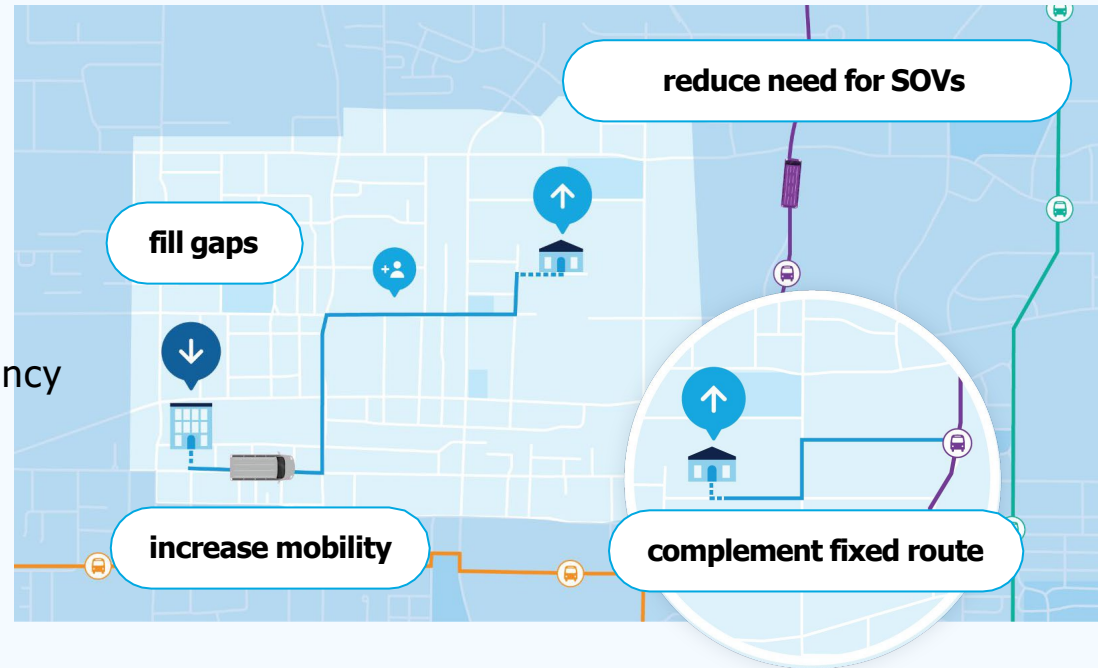 reduce need for SOVs
fill gaps
ncy
increase mobility
complement fixed route